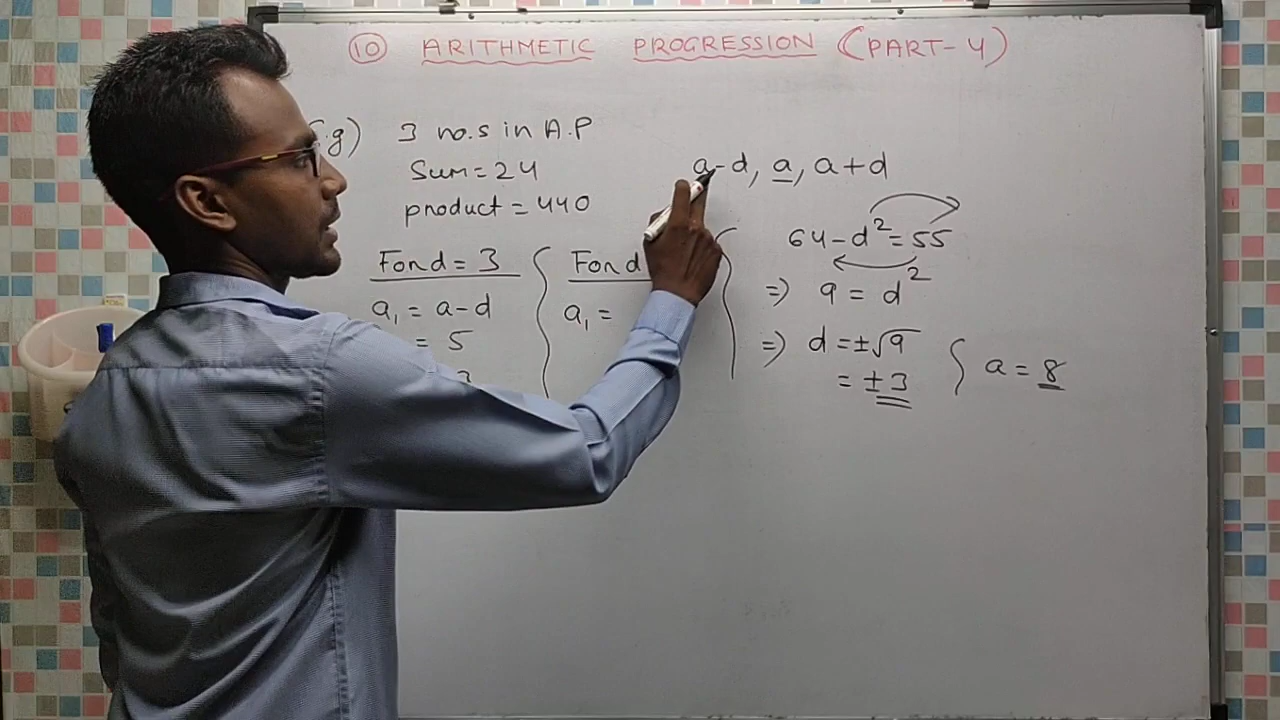 ⑩ ARITHMETIC PROGRESSION (PART-4)
.g) 3 no.s in A.P
Sum = 24
product = 440
a-d, a, a+d
For d = 3
a₁ = a-d
= 5
For d
a₁ =
64 - d² = 55
=) 9 = d²
=) d = ±√9
= ±3
a = 8